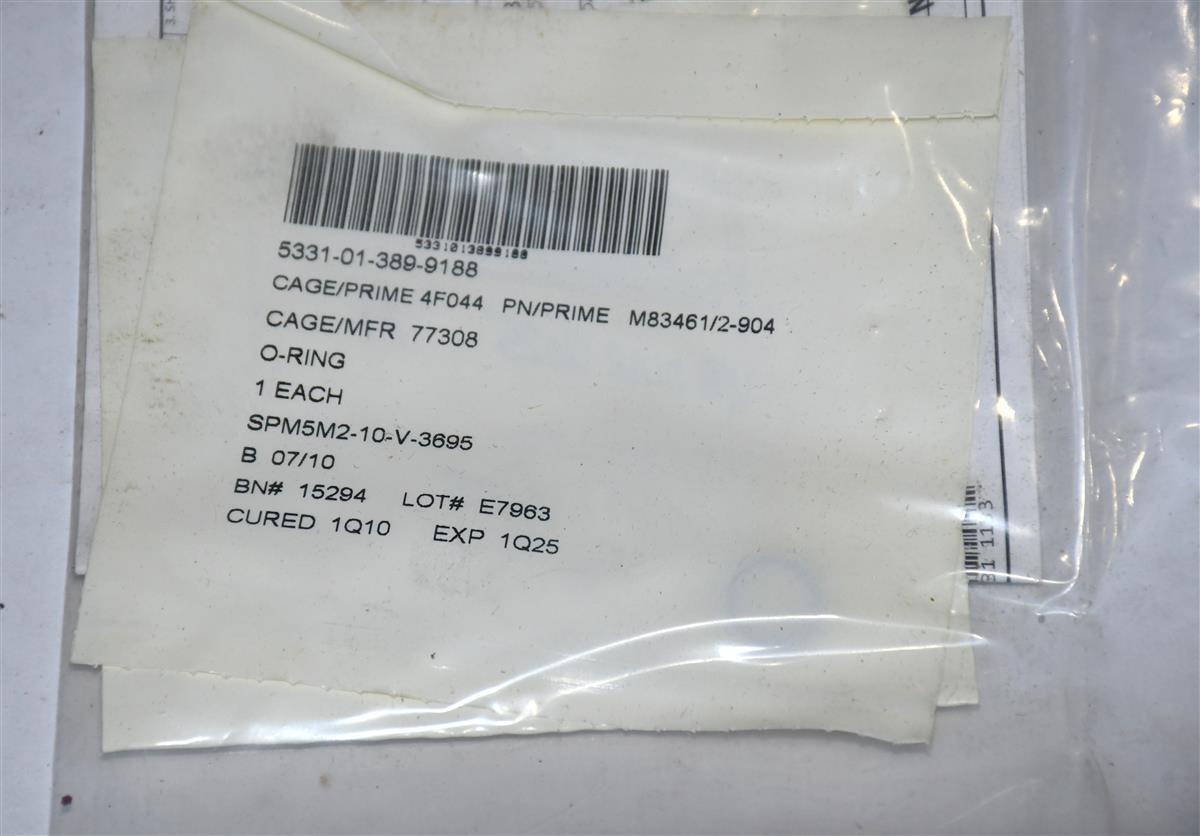 5331013899188
5331-01-389-9188
CAGE/PRIME 4F044 PN/PRIME M83461/2-904
CAGE/MFR 77308
O-RING
1 EACH
SPM5M2-10-V-3695
B 07/10
BN# 15294 LOT# E7963
CURED 1Q10 EXP 1Q25